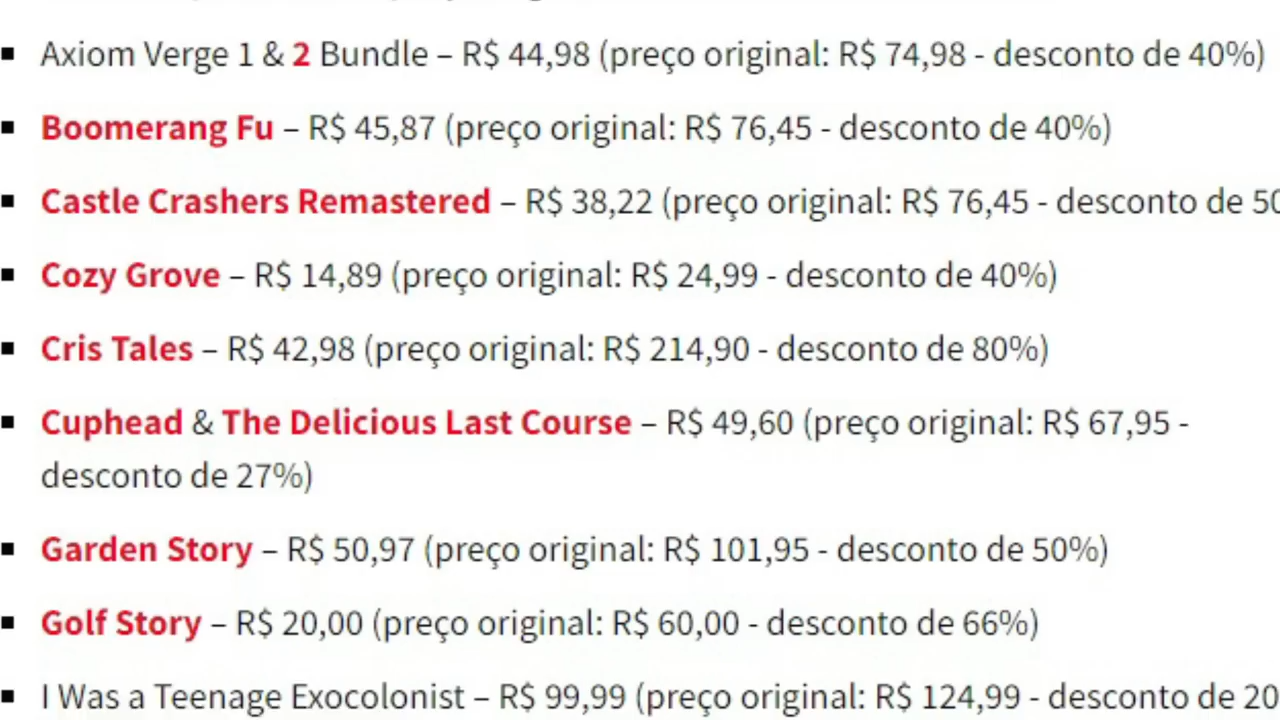 Axiom Verge 1 & 2 Bundle – R$ 44,98 (preço original: R$ 74,98 - desconto de 40%)
Boomerang Fu – R$ 45,87 (preço original: R$ 76,45 - desconto de 40%)
Castle Crashers Remastered – R$ 38,22 (preço original: R$ 76,45 - desconto de 50
Cozy Grove – R$ 14,89 (preço original: R$ 24,99 - desconto de 40%)
Cris Tales – R$ 42,98 (preço original: R$ 214,90 - desconto de 80%)
Cuphead & The Delicious Last Course – R$ 49,60 (preço original: R$ 67,95 -
desconto de 27%)
Garden Story – R$ 50,97 (preço original: R$ 101,95 - desconto de 50%)
Golf Story – R$ 20,00 (preço original: R$ 60,00 - desconto de 66%)
I Was a Teenage Exocolonist – R$ 99,99 (preço original: R$ 124,99 - desconto de 20